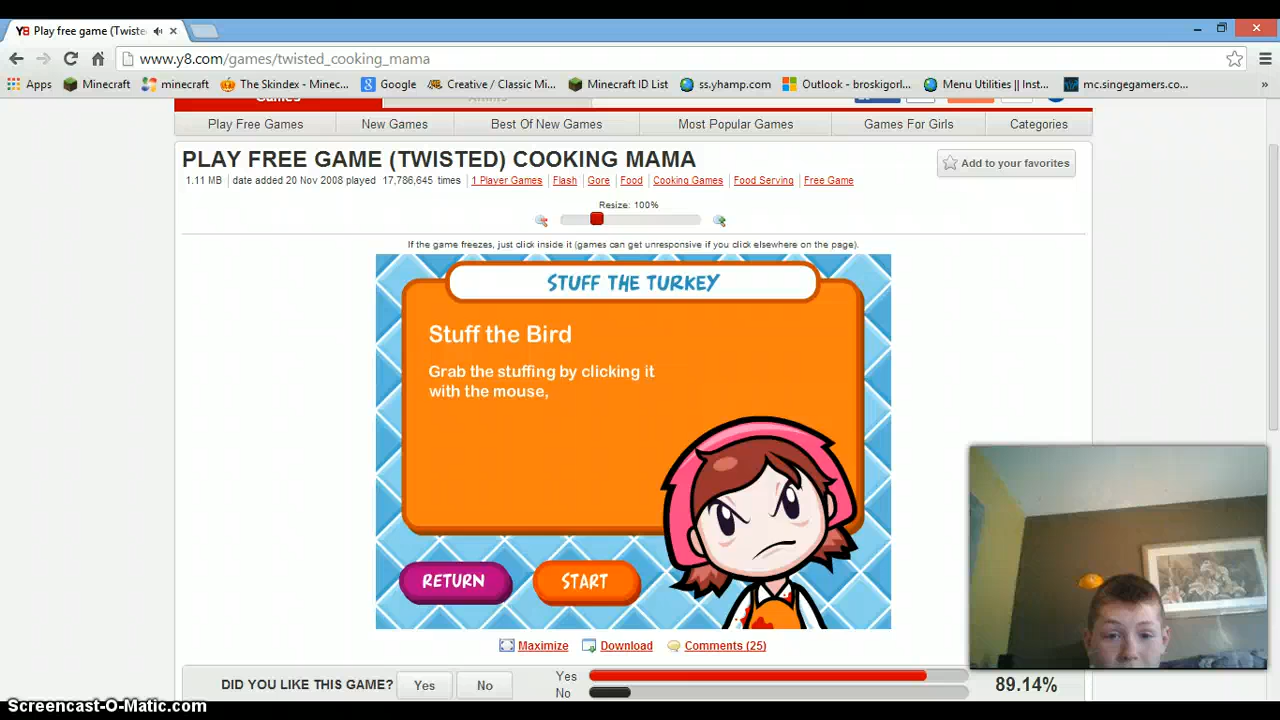 Y8 Play free game (Twiste
www.y8.com/games/twisted_cooking_mama
Apps Minecraft minecraft The Skindex - Minec... Google Creative / Classic Mi... Minecraft ID List ss.yhamp.com Outlook - broskigorl... Menu Utilities || Inst... mc.singegamers.co... »
Games
Play Free Games New Games Best Of New Games Most Popular Games Games For Girls Categories
PLAY FREE GAME (TWISTED) COOKING MAMA
Add to your favorites
1.11 MB date added 20 Nov 2008 played 17,786,645 times 1 Player Games Flash Gore Food Cooking Games Food Serving Free Game
Resize: 100%
If the game freezes, just click inside it (games can get unresponsive if you click elsewhere on the page).
STUFF THE TURKEY
Stuff the Bird
Grab the stuffing by clicking it
with the mouse,
RETURN START
Maximize Download Comments (25)
DID YOU LIKE THIS GAME? Yes No
Yes
No
89.14%
Screencast-O-Matic.com